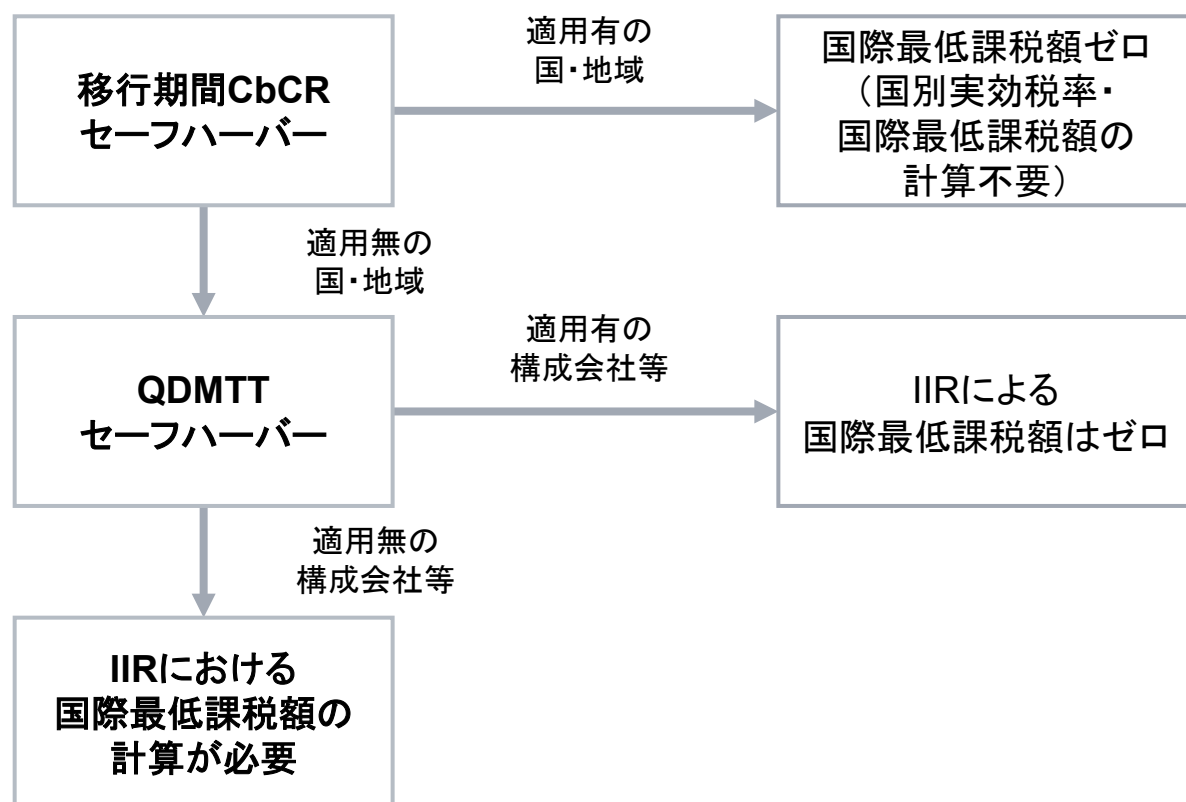 移行期間CbCR
セーフハーバー
適用有の
国・地域
国際最低課税額ゼロ
（国別実効税率・
国際最低課税額の
計算不要）
適用無の
国・地域
QDMTT
セーフハーバー
適用有の
構成会社等
IIRによる
国際最低課税額はゼロ
適用無の
構成会社等
IIRにおける
国際最低課税額の
計算が必要